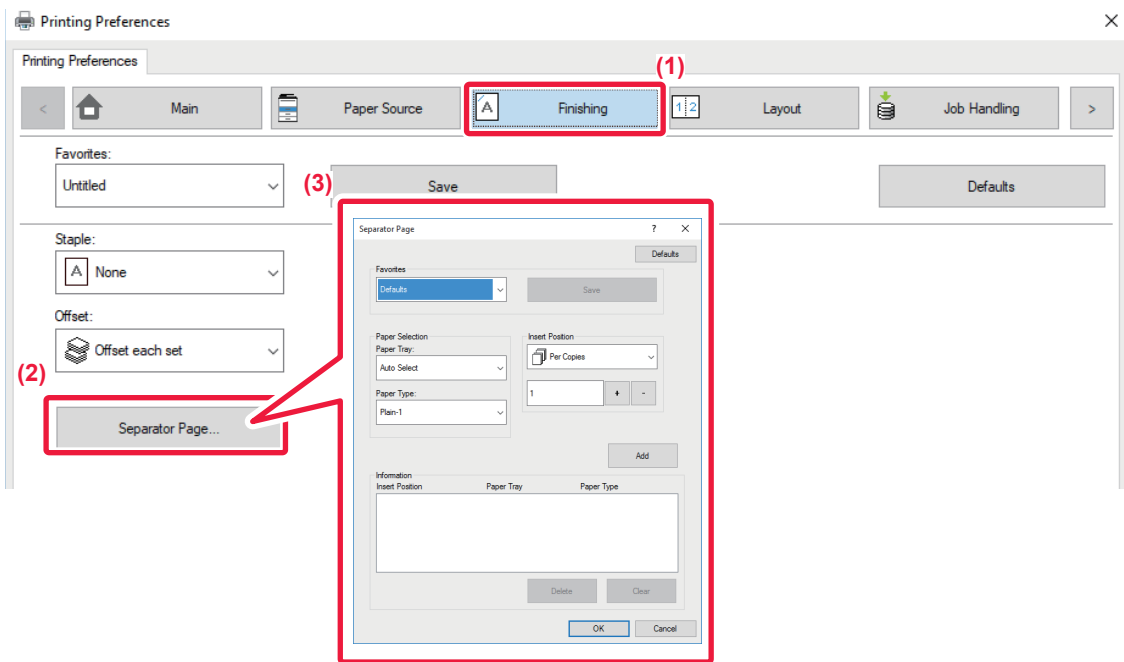 Printing Preferences
Printing Preferences
(1)
< Main Paper Source A Finishing 1 2 Layout Job Handling >
Favorites:
Untitled
(3)
Save
Defaults
Staple:
A None
Offset:
Offset each set
(2)
Separator Page...
Separator Page ? ×
Defaults
Favorites
Defaults Save
Paper Selection Insert Position
Paper Tray:
Auto Select Per Copies
Paper Type: 1 + -
Plain-1
Add
Information
Insert Position Paper Tray Paper Type
Delete Clear
OK Cancel